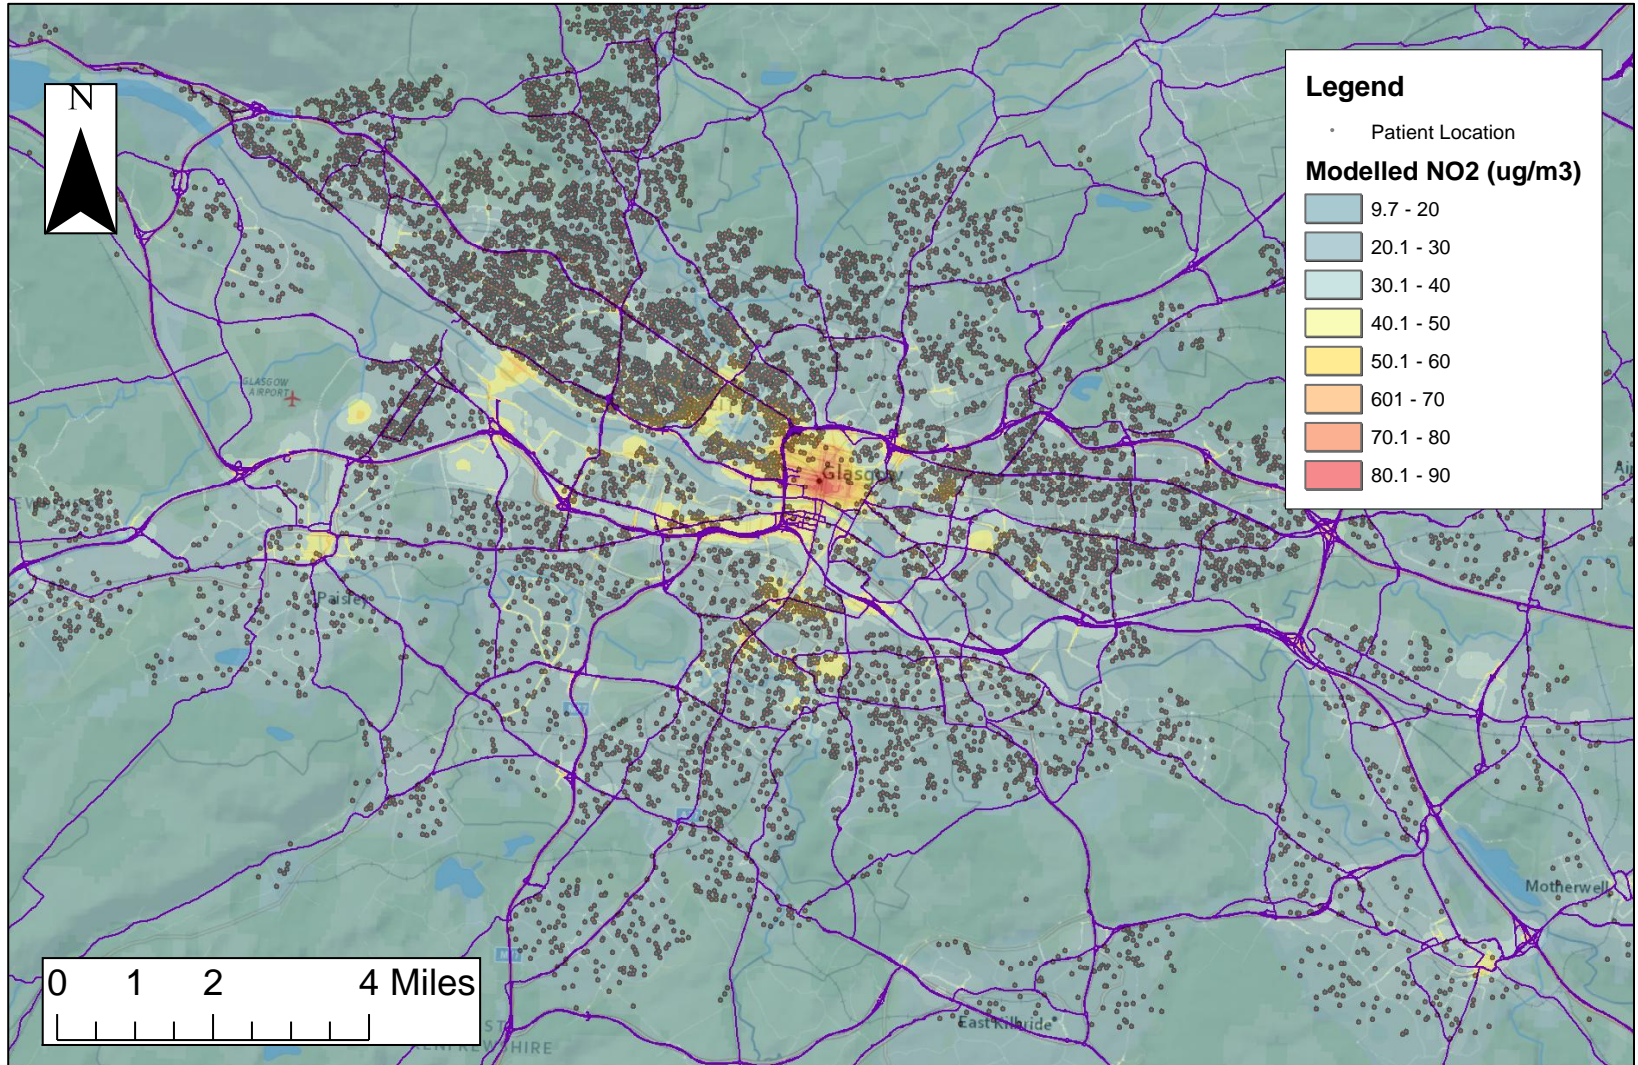 N
Legend
Patient Location
Modelled NO2 (ug/m3)
9.7 - 20
20.1 - 30
30.1 - 40
40.1 - 50
50.1 - 60
601 - 70
70.1 - 80
80.1 - 90
GLASGOW
AIRPORT
Glasgow
Paisley
Motherwell
East Kilbride
0 1 2 4 Miles